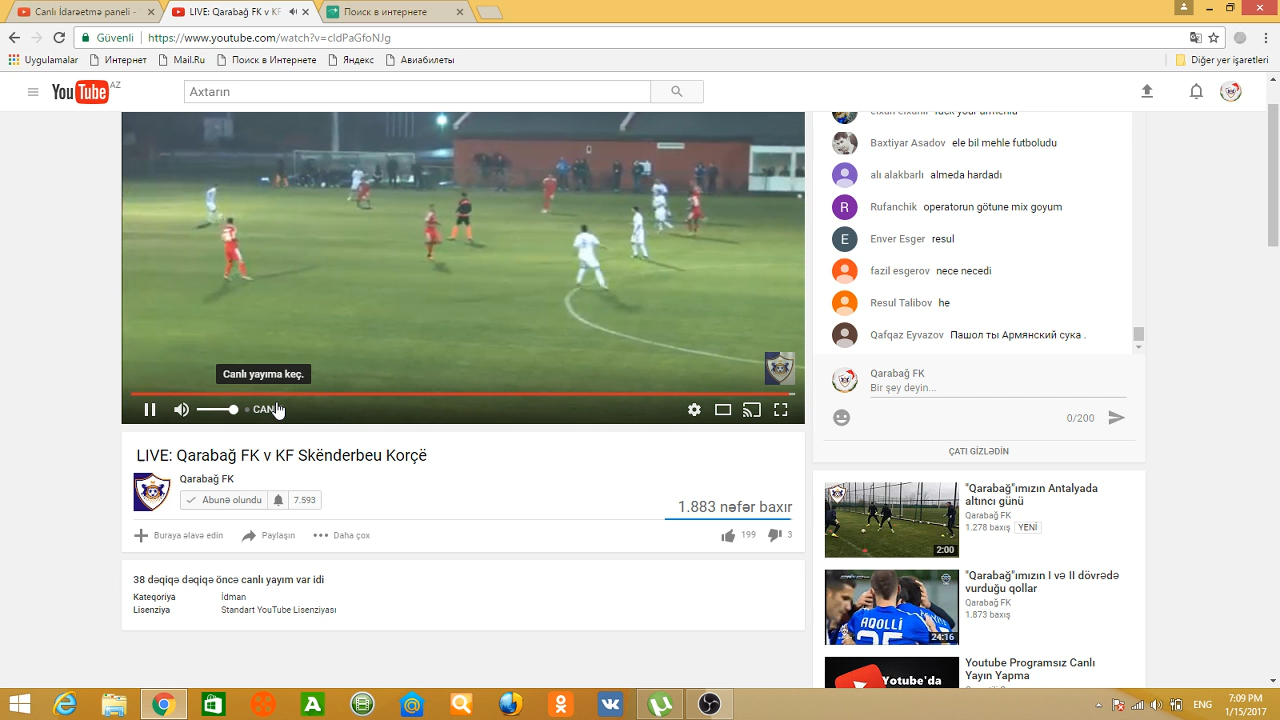 Canlı İdarəetmə paneli -
LIVE: Qarabağ FK v KF
Поиск в интернете
Güvenli
https://www.youtube.com/watch?v=cldPaGfoNJg
Uygulamalar
Интернет
Mail.Ru
Поиск в Интернете
Яндекс
Авиабилеты
Diğer yer işaretleri
YouTube AZ
Axtarın
Baxtiyar Asadov ele bil mehle futboludu
alı alakbarlı almeda hardadı
R
Rufanchik operatorun götune mix goyum
E
Enver Esger resul
fazil esgerov nece necedi
Resul Talibov he
Qafqaz Eyvazov Пашол ты Армянский сука .
Qarabağ FK
Bir şey deyin...
0/200
ÇATI GİZLƏDİN
Canlı yayıma keç.
CAN
LIVE: Qarabağ FK v KF Skënderbeu Korçë
Qarabağ FK
Abunə olundu
7.593
1.883 nəfər baxır
Buraya əlavə edin
Paylaşın
Daha çox
199
3
38 dəqiqə dəqiqə öncə canlı yayım var idi
Kateqoriya İdman
Lisenziya Standart YouTube Lisenziyası
"Qarabağ"ımızın Antalyada
altıncı günü
Qarabağ FK
1.278 baxış YENİ
2:00
"Qarabağ"ımızın I və II dövrədə
vurduğu qollar
Qarabağ FK
1.873 baxış
AQOLLİ
25
24:16
Youtube Programsız Canlı
Yayın Yapma
Yotube'da
ENG
7:09 PM
1/15/2017